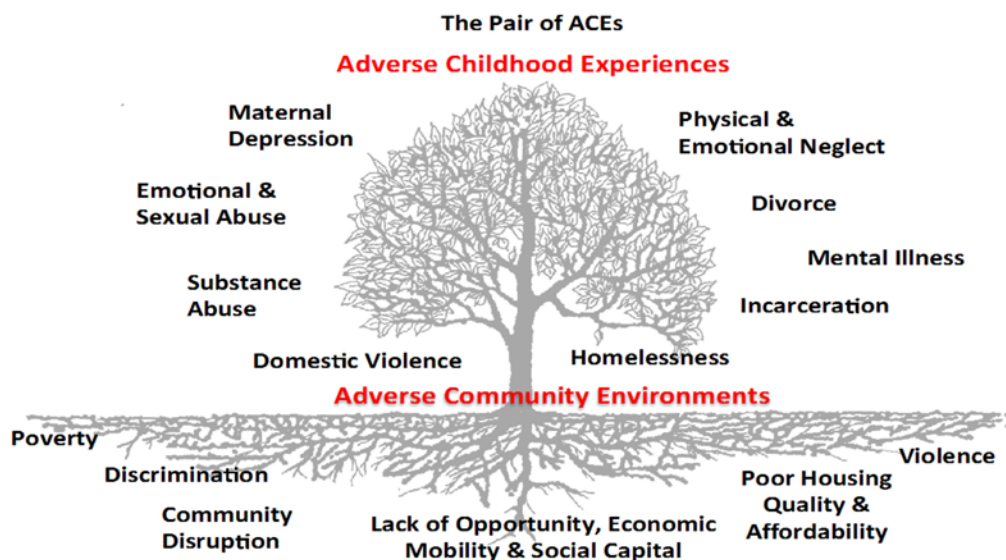 The Pair of ACEs
Adverse Childhood Experiences
Maternal
Depression
Physical &
Emotional Neglect
Emotional &
Sexual Abuse
Divorce
Mental Illness
Substance
Abuse
Incarceration
Domestic Violence
Homelessness
Adverse Community Environments
Poverty
Violence
Discrimination
Poor Housing
Quality &
Affordability
Community
Disruption
Lack of Opportunity, Economic
Mobility & Social Capital